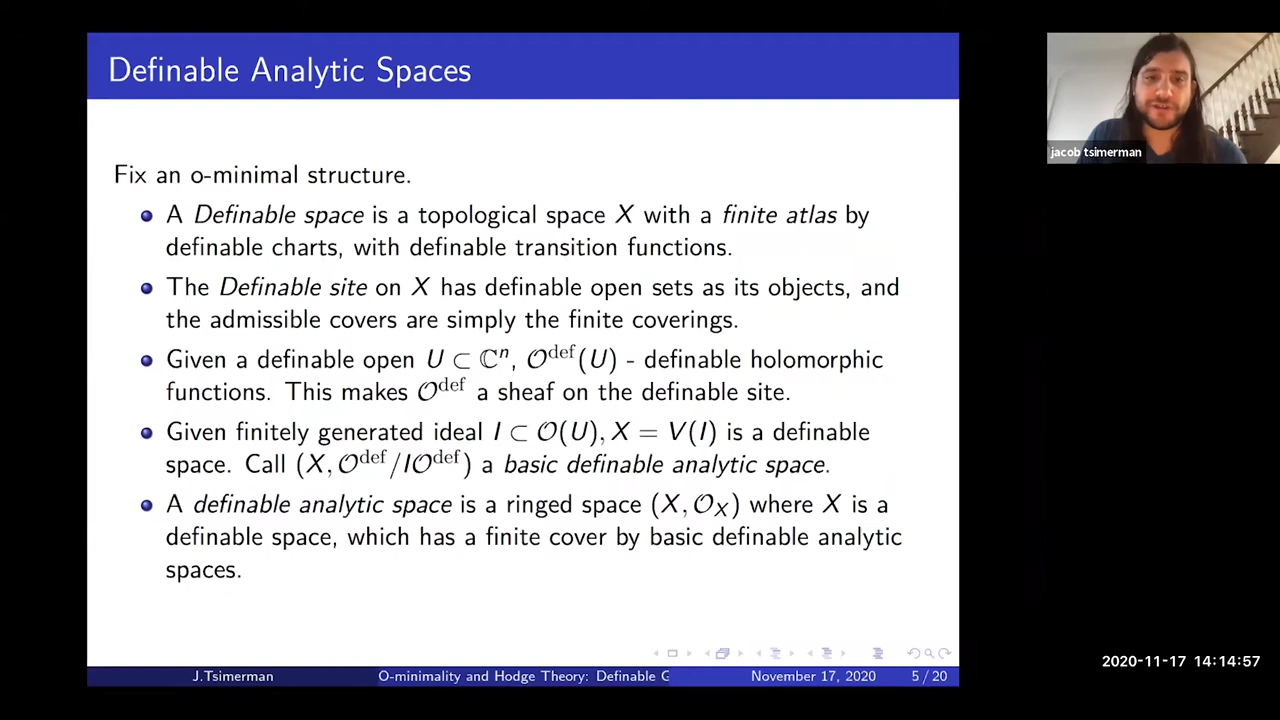 Definable Analytic Spaces
Fix an o-minimal structure.
A Definable space is a topological space X with a finite atlas by
definable charts, with definable transition functions.
The Definable site on X has definable open sets as its objects, and
the admissible covers are simply the finite coverings.
Given a definable open U ⊂ ℂⁿ, 𝒪^def(U) - definable holomorphic
functions. This makes 𝒪^def a sheaf on the definable site.
Given finitely generated ideal I ⊂ 𝒪(U), X = V(I) is a definable
space. Call (X, 𝒪^def/I𝒪^def) a basic definable analytic space.
A definable analytic space is a ringed space (X, 𝒪_X) where X is a
definable space, which has a finite cover by basic definable analytic
spaces.
J.Tsimerman
O-minimality and Hodge Theory: Definable G
November 17, 2020
5 / 20
jacob tsimerman
2020-11-17 14:14:57